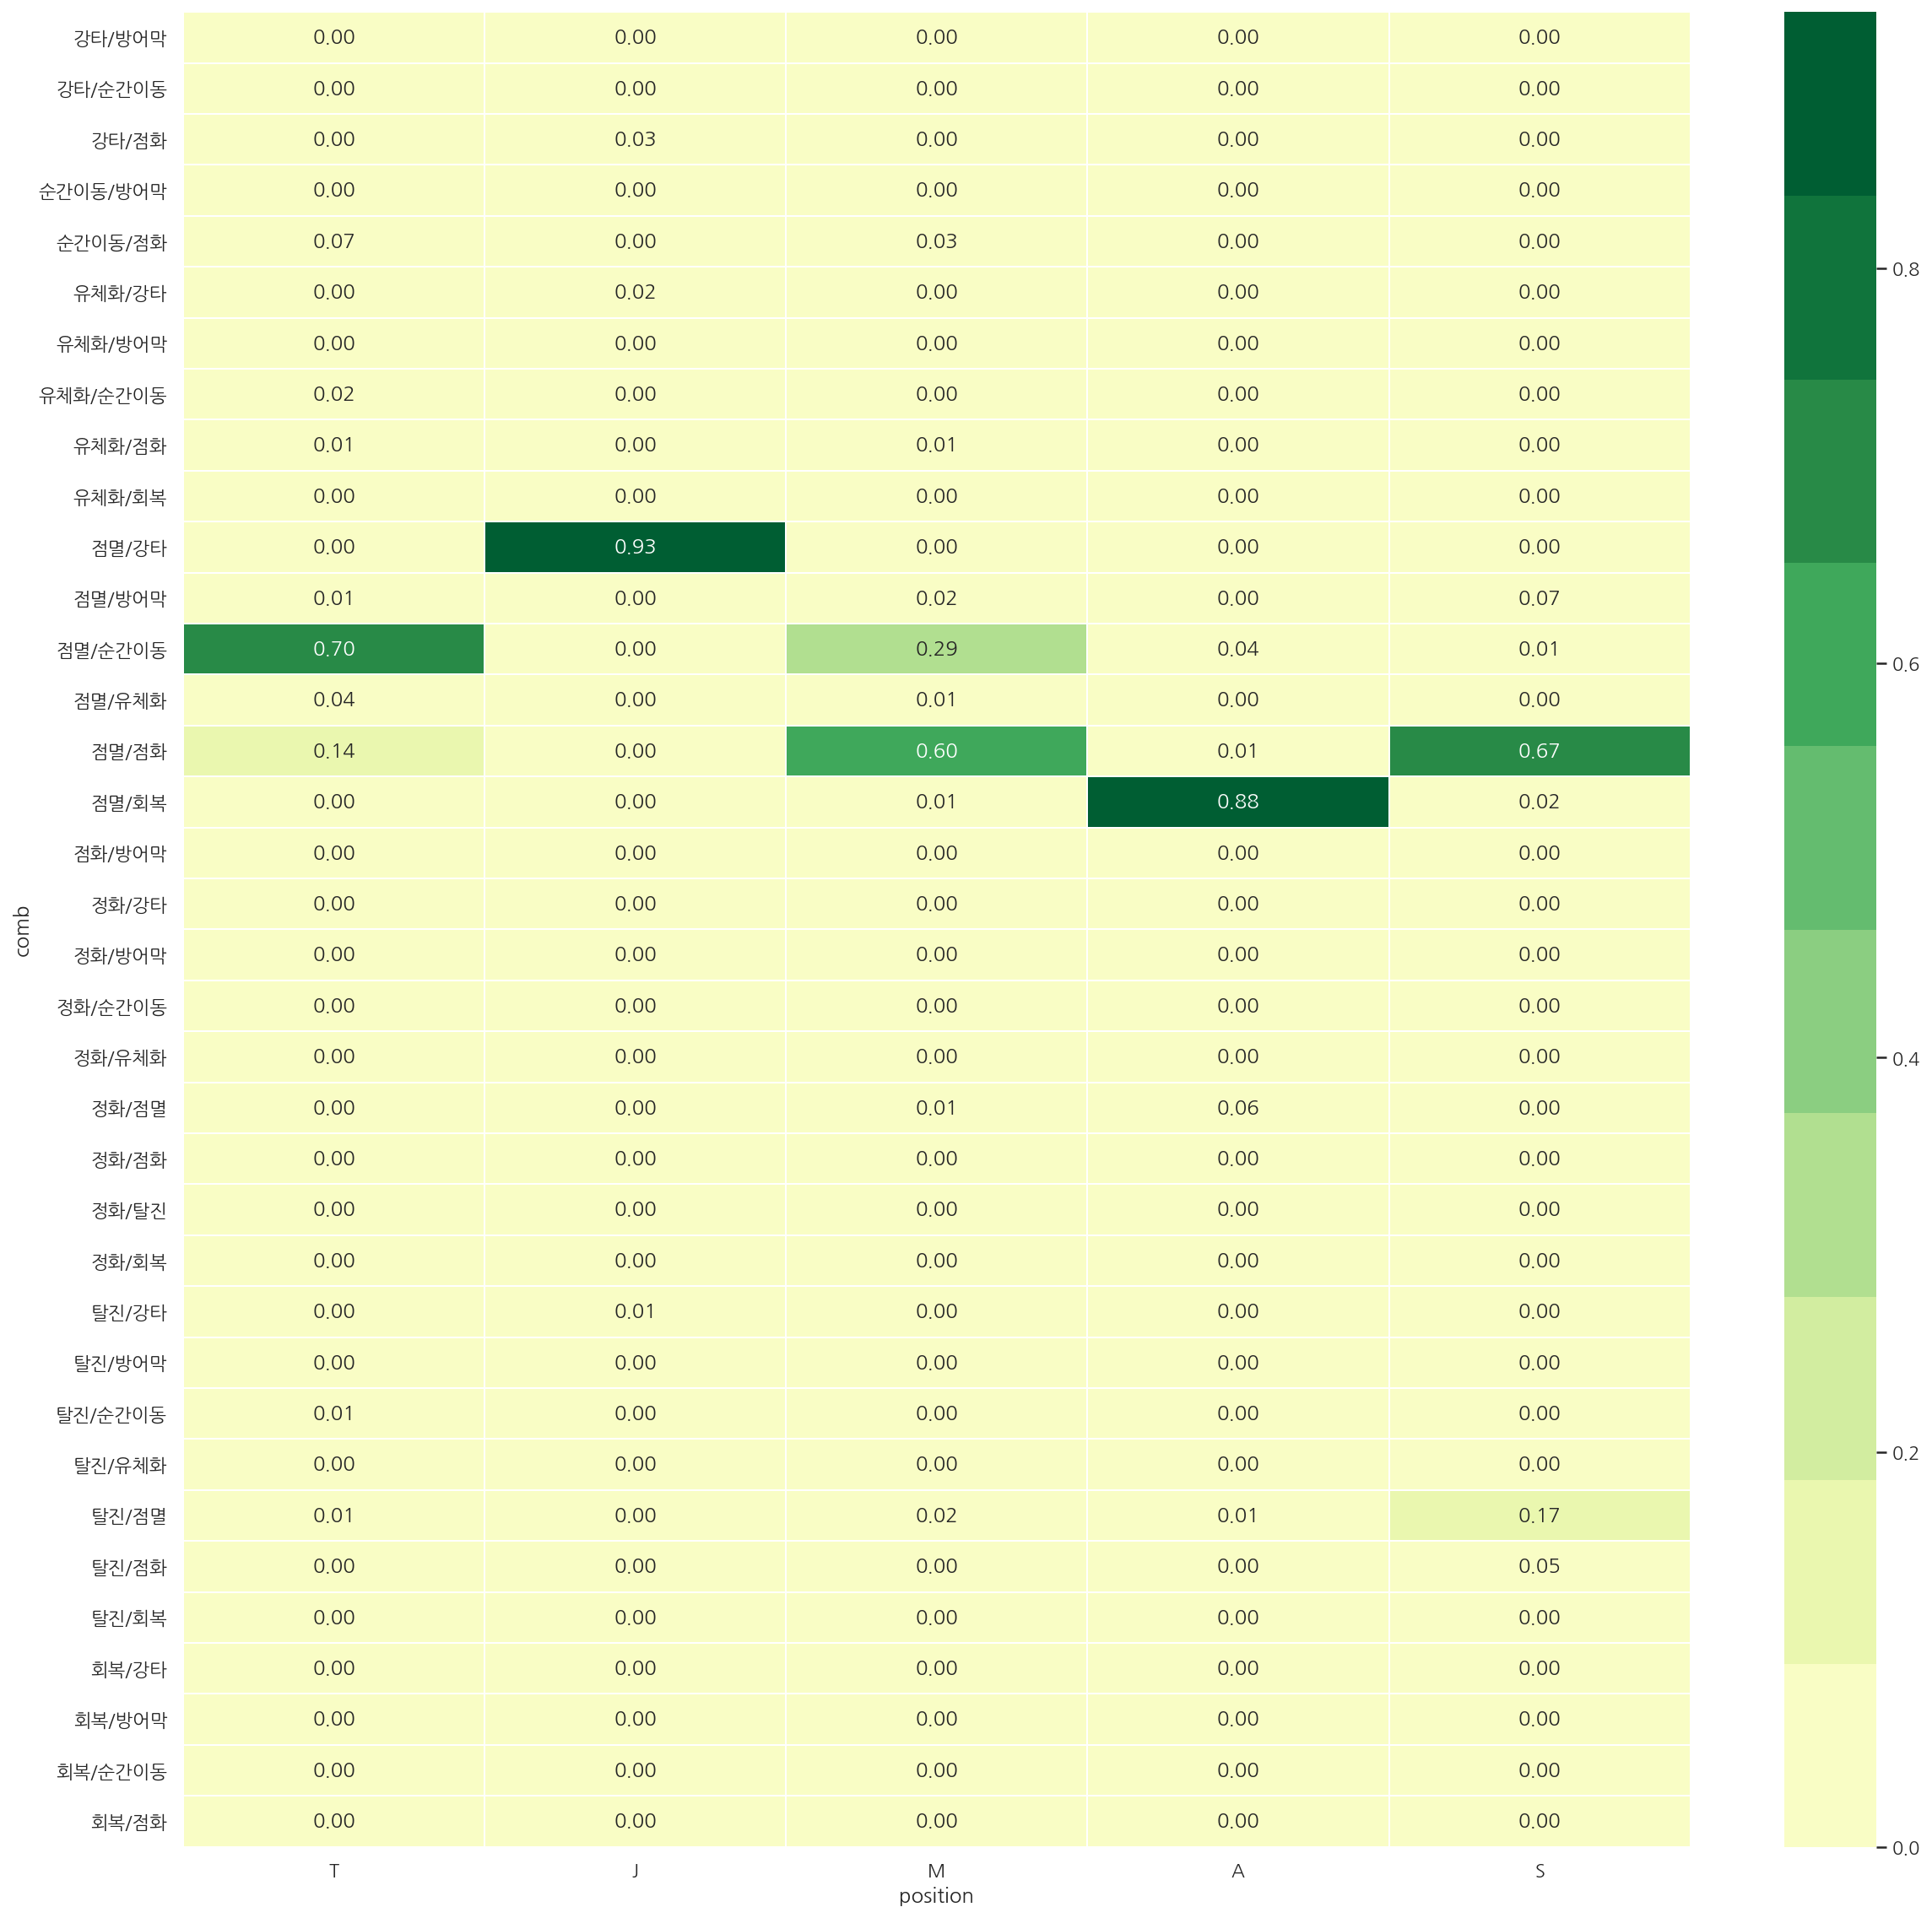 강타/방어막 0.00 0.00 0.00 0.00 0.00
강타/순간이동 0.00 0.00 0.00 0.00 0.00
강타/점화 0.00 0.03 0.00 0.00 0.00
순간이동/방어막 0.00 0.00 0.00 0.00 0.00
순간이동/점화 0.07 0.00 0.03 0.00 0.00
유체화/강타 0.00 0.02 0.00 0.00 0.00
유체화/방어막 0.00 0.00 0.00 0.00 0.00
유체화/순간이동 0.02 0.00 0.00 0.00 0.00
유체화/점화 0.01 0.00 0.01 0.00 0.00
유체화/회복 0.00 0.00 0.00 0.00 0.00
점멸/강타 0.00 0.93 0.00 0.00 0.00
점멸/방어막 0.01 0.00 0.02 0.00 0.07
점멸/순간이동 0.70 0.00 0.29 0.04 0.01
점멸/유체화 0.04 0.00 0.01 0.00 0.00
점멸/점화 0.14 0.00 0.60 0.01 0.67
점멸/회복 0.00 0.00 0.01 0.88 0.02
점화/방어막 0.00 0.00 0.00 0.00 0.00
정화/강타 0.00 0.00 0.00 0.00 0.00
정화/방어막 0.00 0.00 0.00 0.00 0.00
정화/순간이동 0.00 0.00 0.00 0.00 0.00
정화/유체화 0.00 0.00 0.00 0.00 0.00
정화/점멸 0.00 0.00 0.01 0.06 0.00
정화/점화 0.00 0.00 0.00 0.00 0.00
정화/탈진 0.00 0.00 0.00 0.00 0.00
정화/회복 0.00 0.00 0.00 0.00 0.00
탈진/강타 0.00 0.01 0.00 0.00 0.00
탈진/방어막 0.00 0.00 0.00 0.00 0.00
탈진/순간이동 0.01 0.00 0.00 0.00 0.00
탈진/유체화 0.00 0.00 0.00 0.00 0.00
탈진/점멸 0.01 0.00 0.02 0.01 0.17
탈진/점화 0.00 0.00 0.00 0.00 0.05
탈진/회복 0.00 0.00 0.00 0.00 0.00
회복/강타 0.00 0.00 0.00 0.00 0.00
회복/방어막 0.00 0.00 0.00 0.00 0.00
회복/순간이동 0.00 0.00 0.00 0.00 0.00
회복/점화 0.00 0.00 0.00 0.00 0.00
T J M A S
position
comb
0.8
0.6
0.4
0.2
0.0